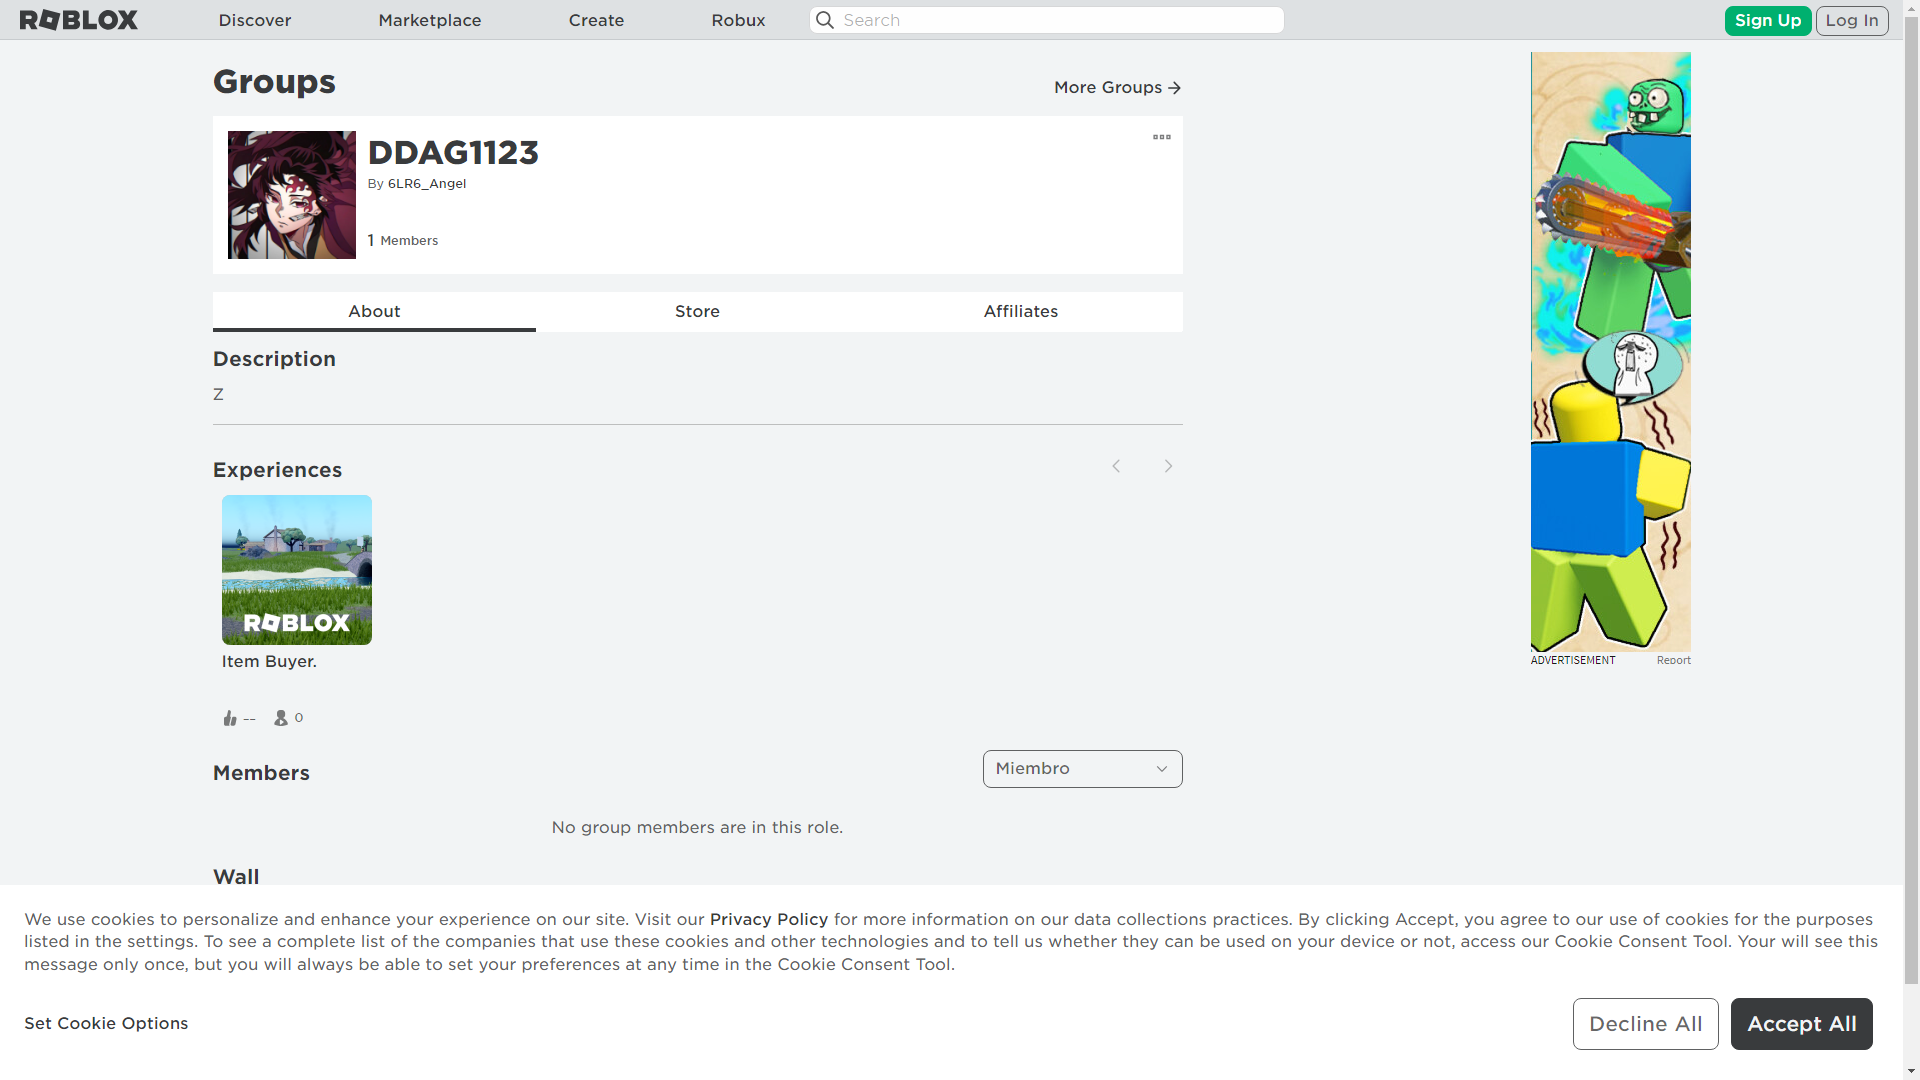 ROBLOX
Discover
Marketplace
Create
Robux
Search
Sign Up
Log In
Groups
More Groups
DDAG1123
By 6LR6_Angel
1 Members
About
Store
Affiliates
Description
Z
Experiences
ROBLOX
Item Buyer.
--
0
Members
Miembro
No group members are in this role.
Wall
ADVERTISEMENT
Report
We use cookies to personalize and enhance your experience on our site. Visit our Privacy Policy for more information on our data collections practices. By clicking Accept, you agree to our use of cookies for the purposes
listed in the settings. To see a complete list of the companies that use these cookies and other technologies and to tell us whether they can be used on your device or not, access our Cookie Consent Tool. Your will see this
message only once, but you will always be able to set your preferences at any time in the Cookie Consent Tool.
Set Cookie Options
Decline All
Accept All